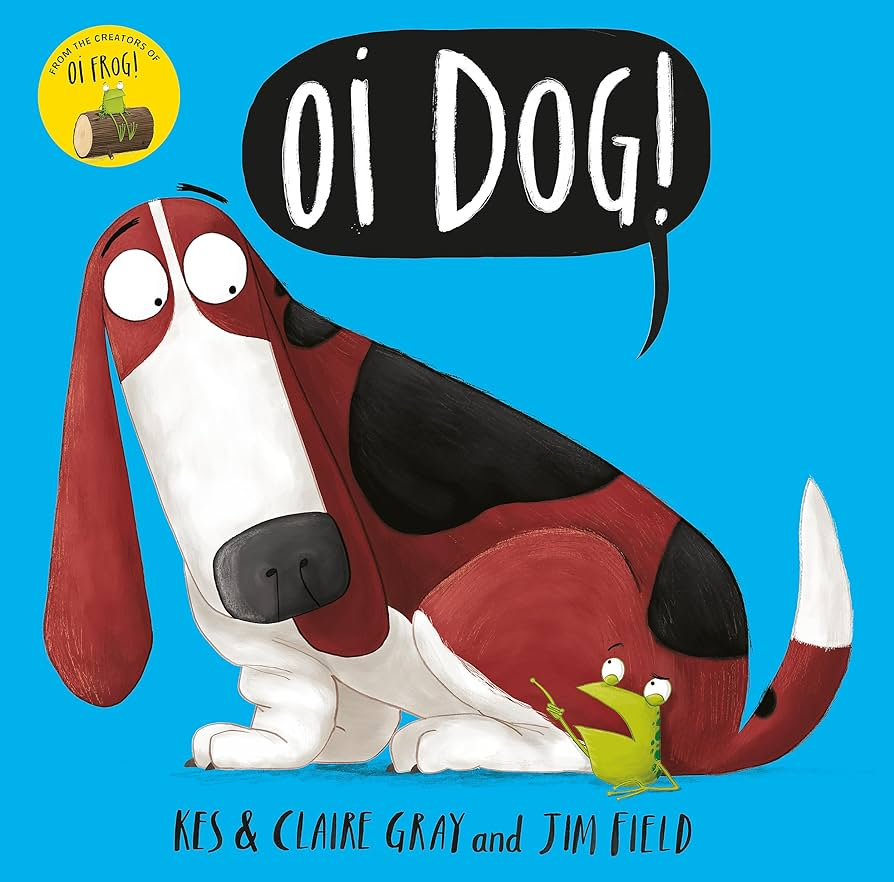 FROM THE CREATORS OF
Oi FROG!
Oi DOG!
KES & CLAIRE GRAY and JIM FIELD